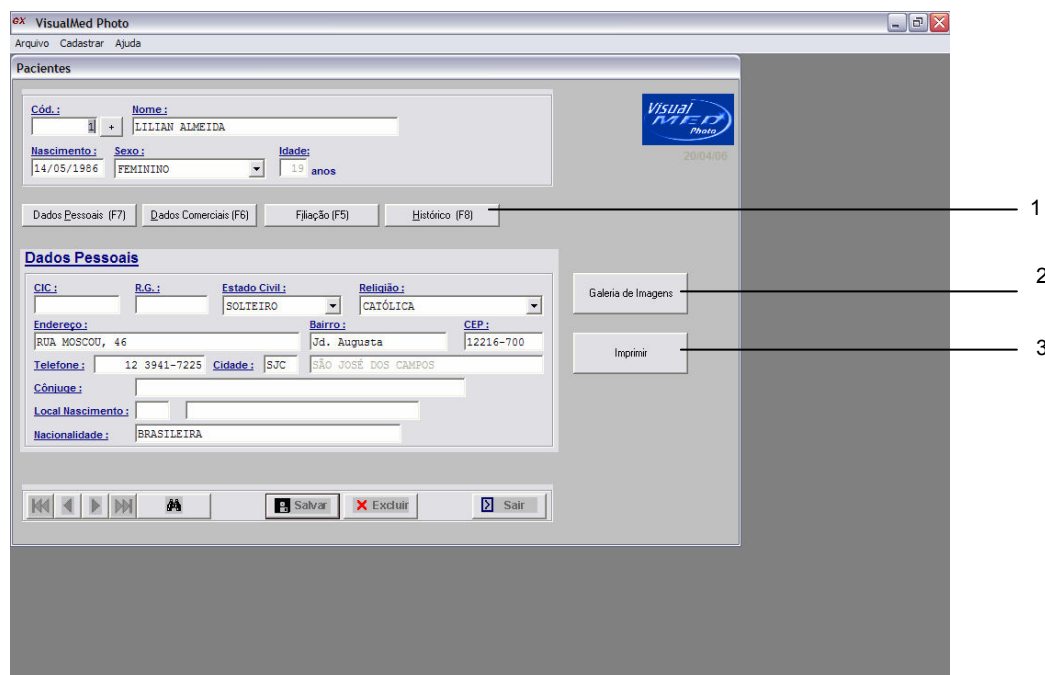 GX VisualMed Photo
Arquivo Cadastrar Ajuda
Pacientes
Cód.: Nome :
1 + LILIAN ALMEIDA
Visual MED Photo
Nascimento : Sexo : Idade:
14/05/1986 FEMININO 19 anos
20/04/06
Dados Pessoais (F7) Dados Comerciais (F6) Filiação (F5) Histórico (F8) 1
Dados Pessoais
CIC : R.G. : Estado Civil : Religião :
SOLTEIRO CATÓLICA
Galeria de Imagens 2
Endereço : Bairro : CEP :
RUA MOSCOU, 46 Jd. Augusta 12216-700
Imprimir 3
Telefone : 12 3941-7225 Cidade : SJC SÃO JOSÉ DOS CAMPOS
Cônjuge :
Local Nascimento :
Nacionalidade : BRASILEIRA
Salvar Excluir Sair